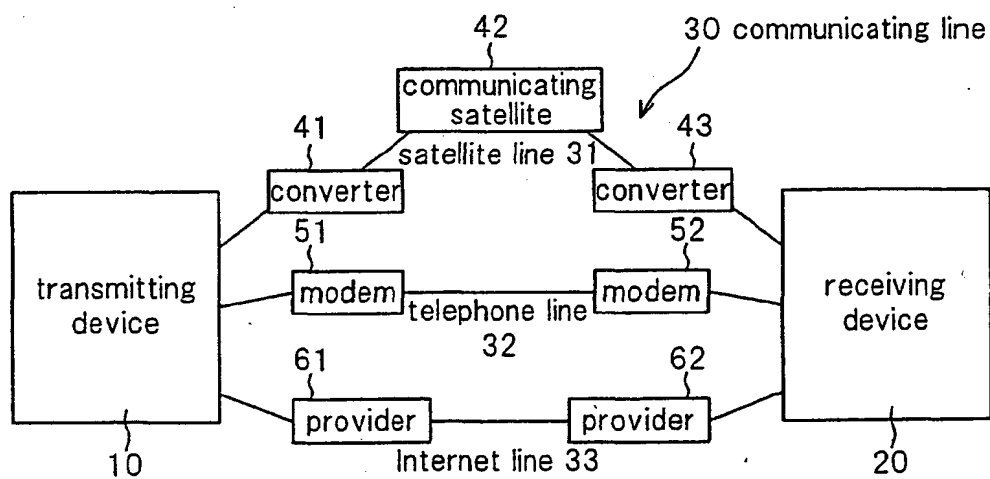 42
30 communicating line
communicating
satellite
41
43
satellite line 31
converter
converter
51
52
transmitting
device
modem
modem
receiving
device
telephone line
32
61
62
provider
provider
Internet line 33
10
20